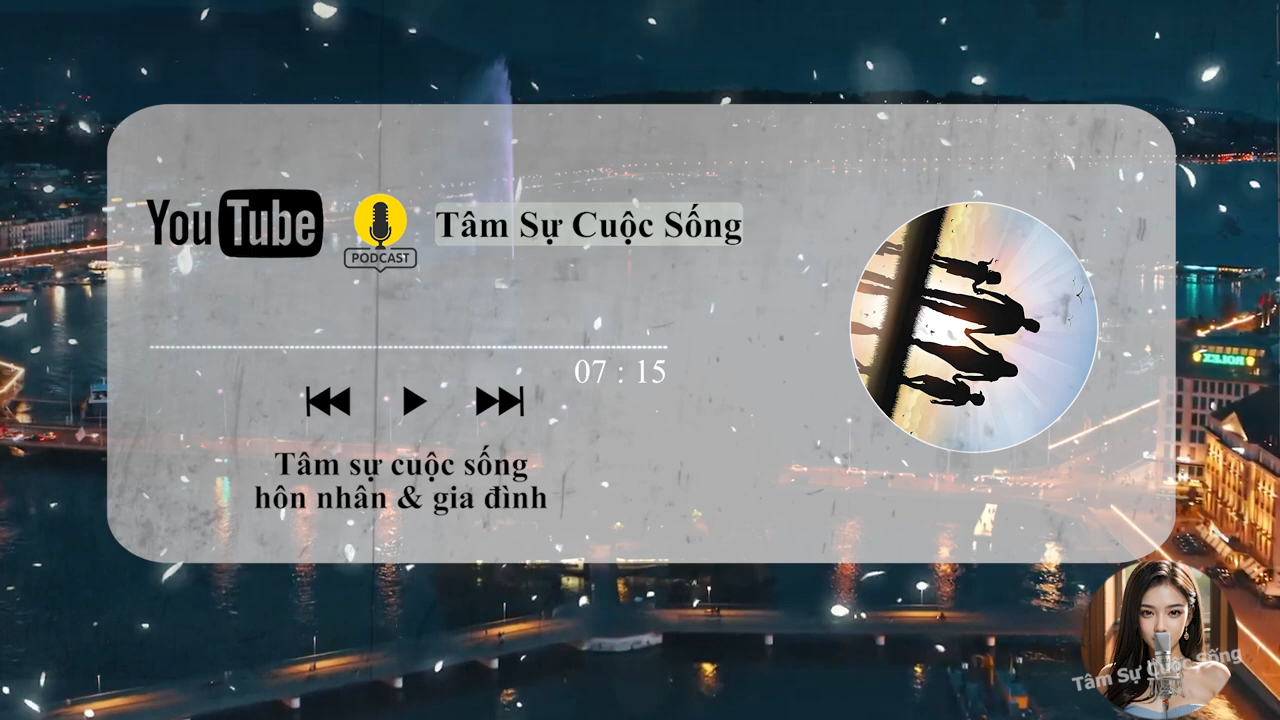 YouTube
PODCAST
Tâm Sự Cuộc Sống
07 : 15
Tâm sự cuộc sống
hôn nhân & gia đình
ROLEX
Tâm Sự Cuộc Sống